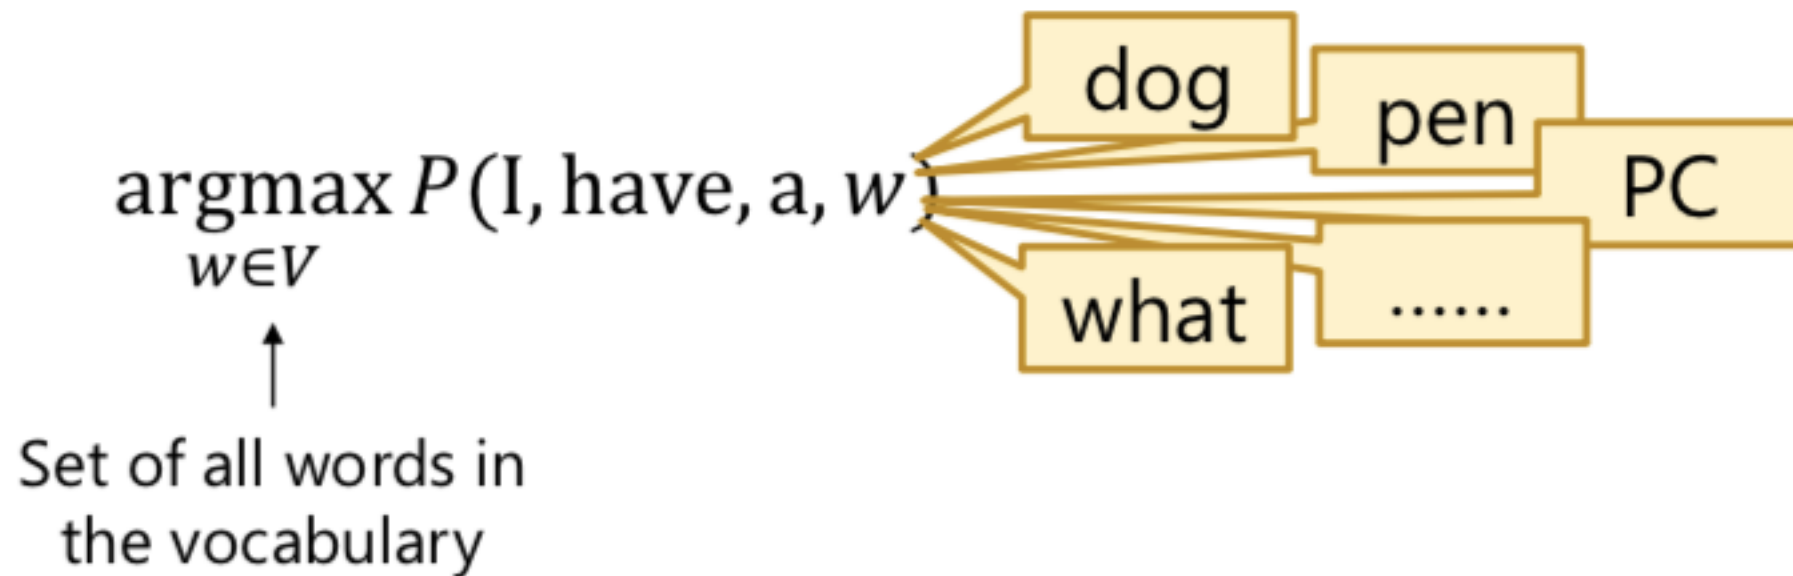 argmax P(I, have, a, w)
w∈V
dog
pen
PC
what
......
Set of all words in
the vocabulary